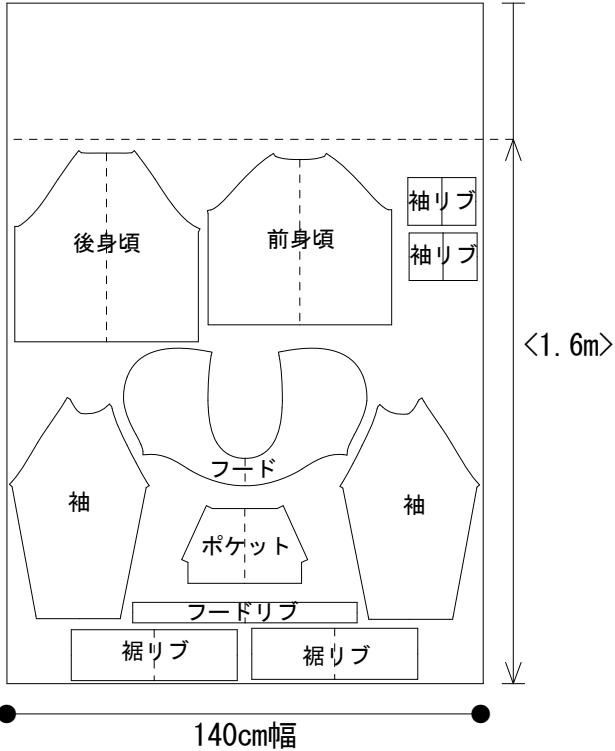 後身頃
前身頃
袖リブ
袖リブ
<1.6m>
フード
袖
袖
ポケット
フードリブ
裾リブ
裾リブ
140cm幅